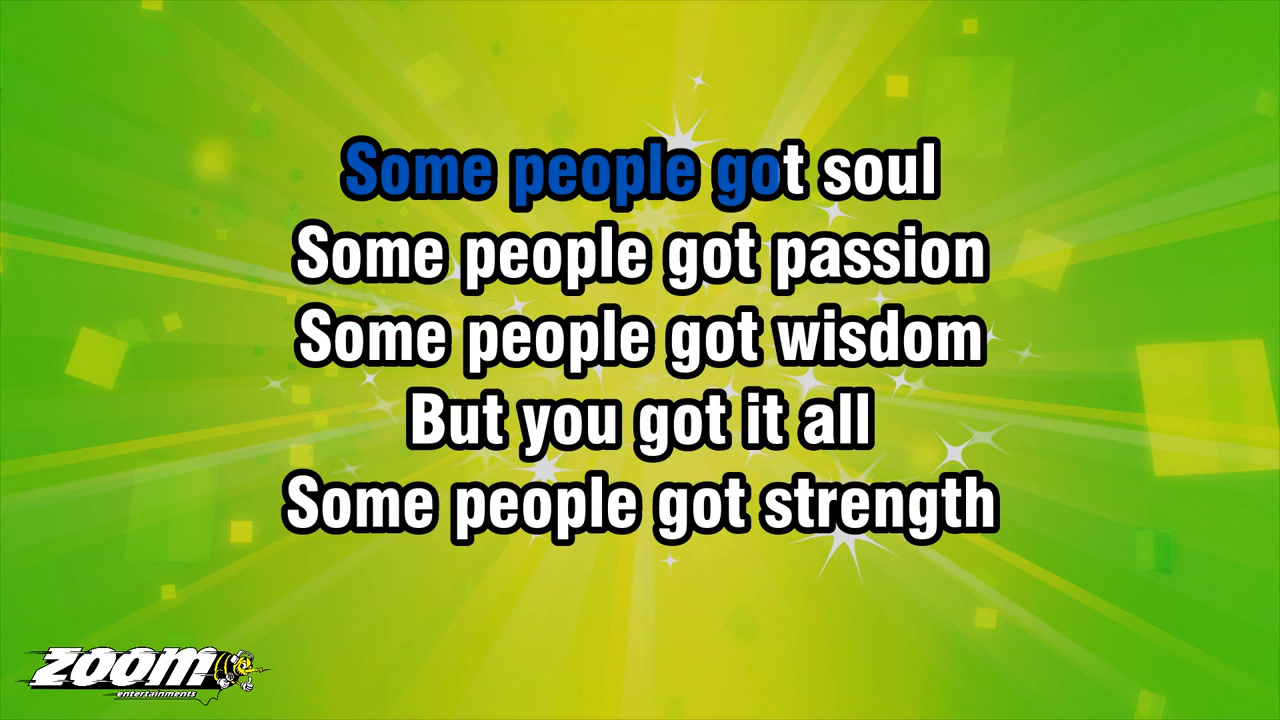 Some people got soul
Some people got passion
Some people got wisdom
But you got it all
Some people got strength
zoom
entertainments